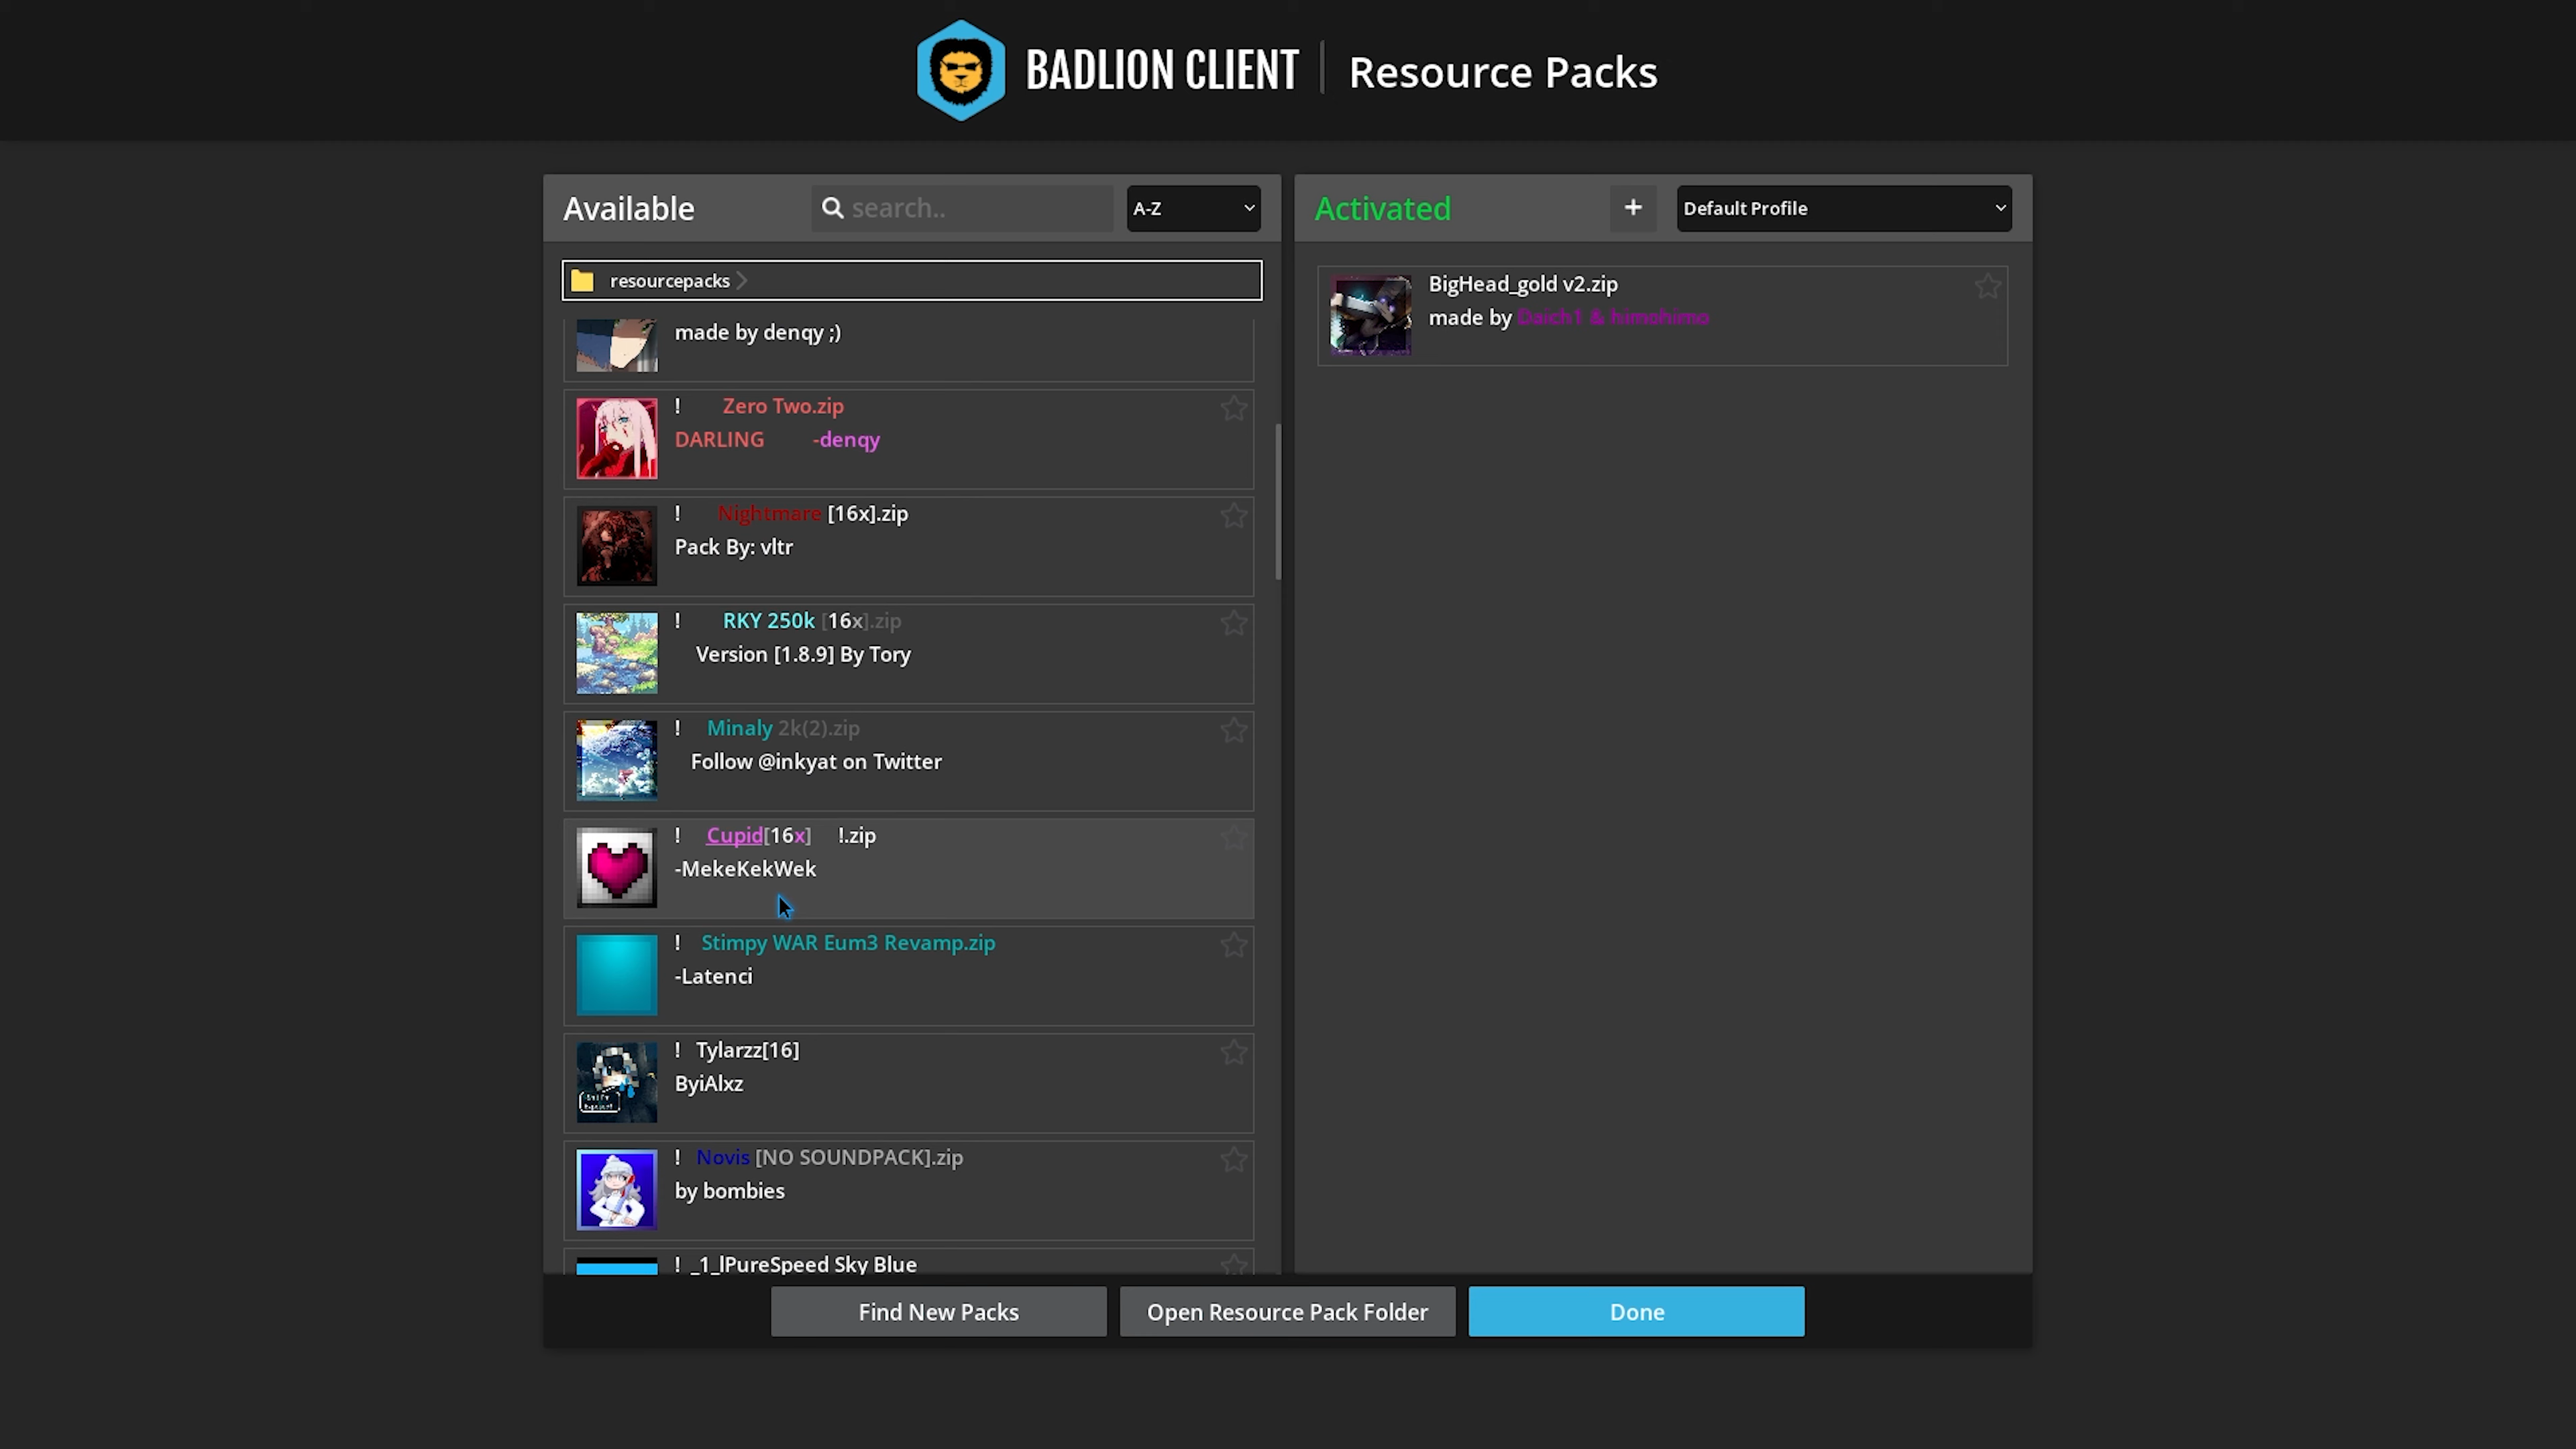 BADLION CLIENT | Resource Packs
Available
search..
A-Z
Activated
+
Default Profile
resourcepacks
made by denqy ;)
! Zero Two.zip
DARLING -denqy
! Nightmare [16x].zip
Pack By: vltr
! RKY 250k [16x].zip
Version [1.8.9] By Tory
! Minaly 2k(2).zip
Follow @inkyat on Twitter
! Cupid[16x] !.zip
-MekeKekWek
! Stimpy WAR Eum3 Revamp.zip
-Latenci
! Tylarzz[16]
ByiAlxz
! Novis [NO SOUNDPACK].zip
by bombies
! _1_lPureSpeed Sky Blue
BigHead_gold v2.zip
made by Daich1 & himohimo
Find New Packs
Open Resource Pack Folder
Done